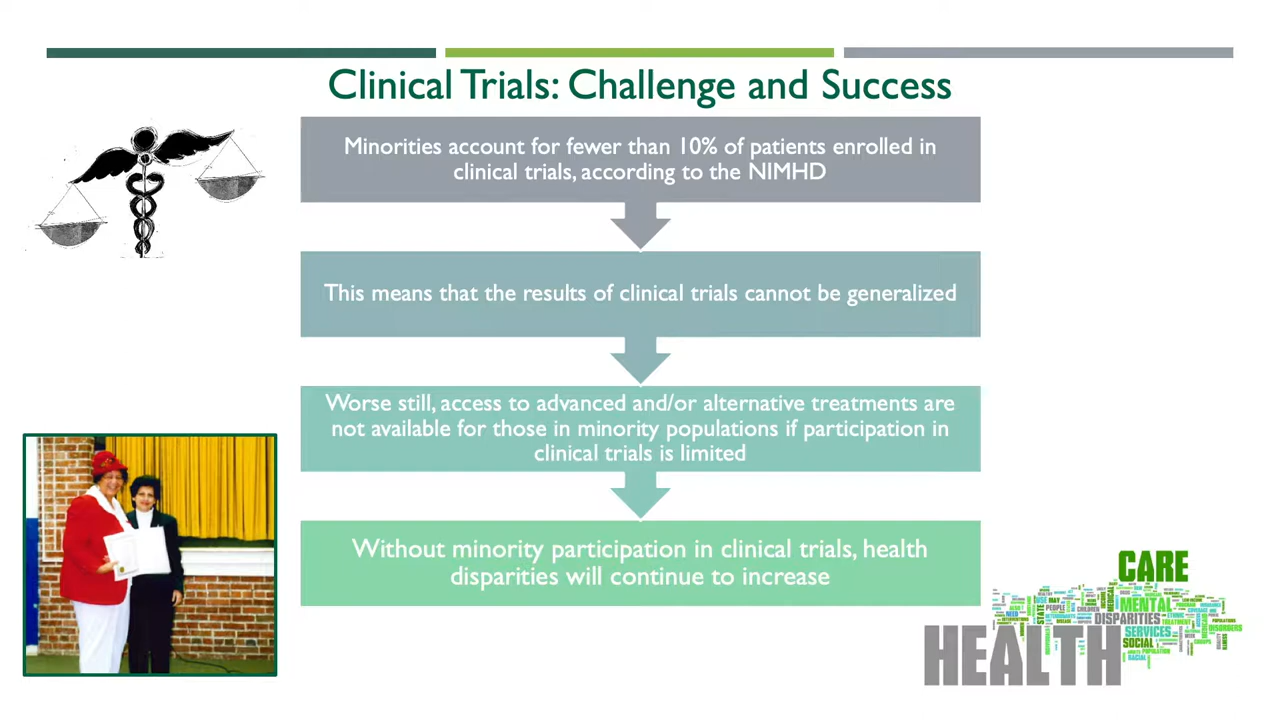 Clinical Trials: Challenge and Success
Minorities account for fewer than 10% of patients enrolled in
clinical trials, according to the NIMHD
This means that the results of clinical trials cannot be generalized
Worse still, access to advanced and/or alternative treatments are
not available for those in minority populations if participation in
clinical trials is limited
Without minority participation in clinical trials, health
disparities will continue to increase
CARE
MENTAL
DISPARITIES
SERVICES
SOCIAL
HEALTH